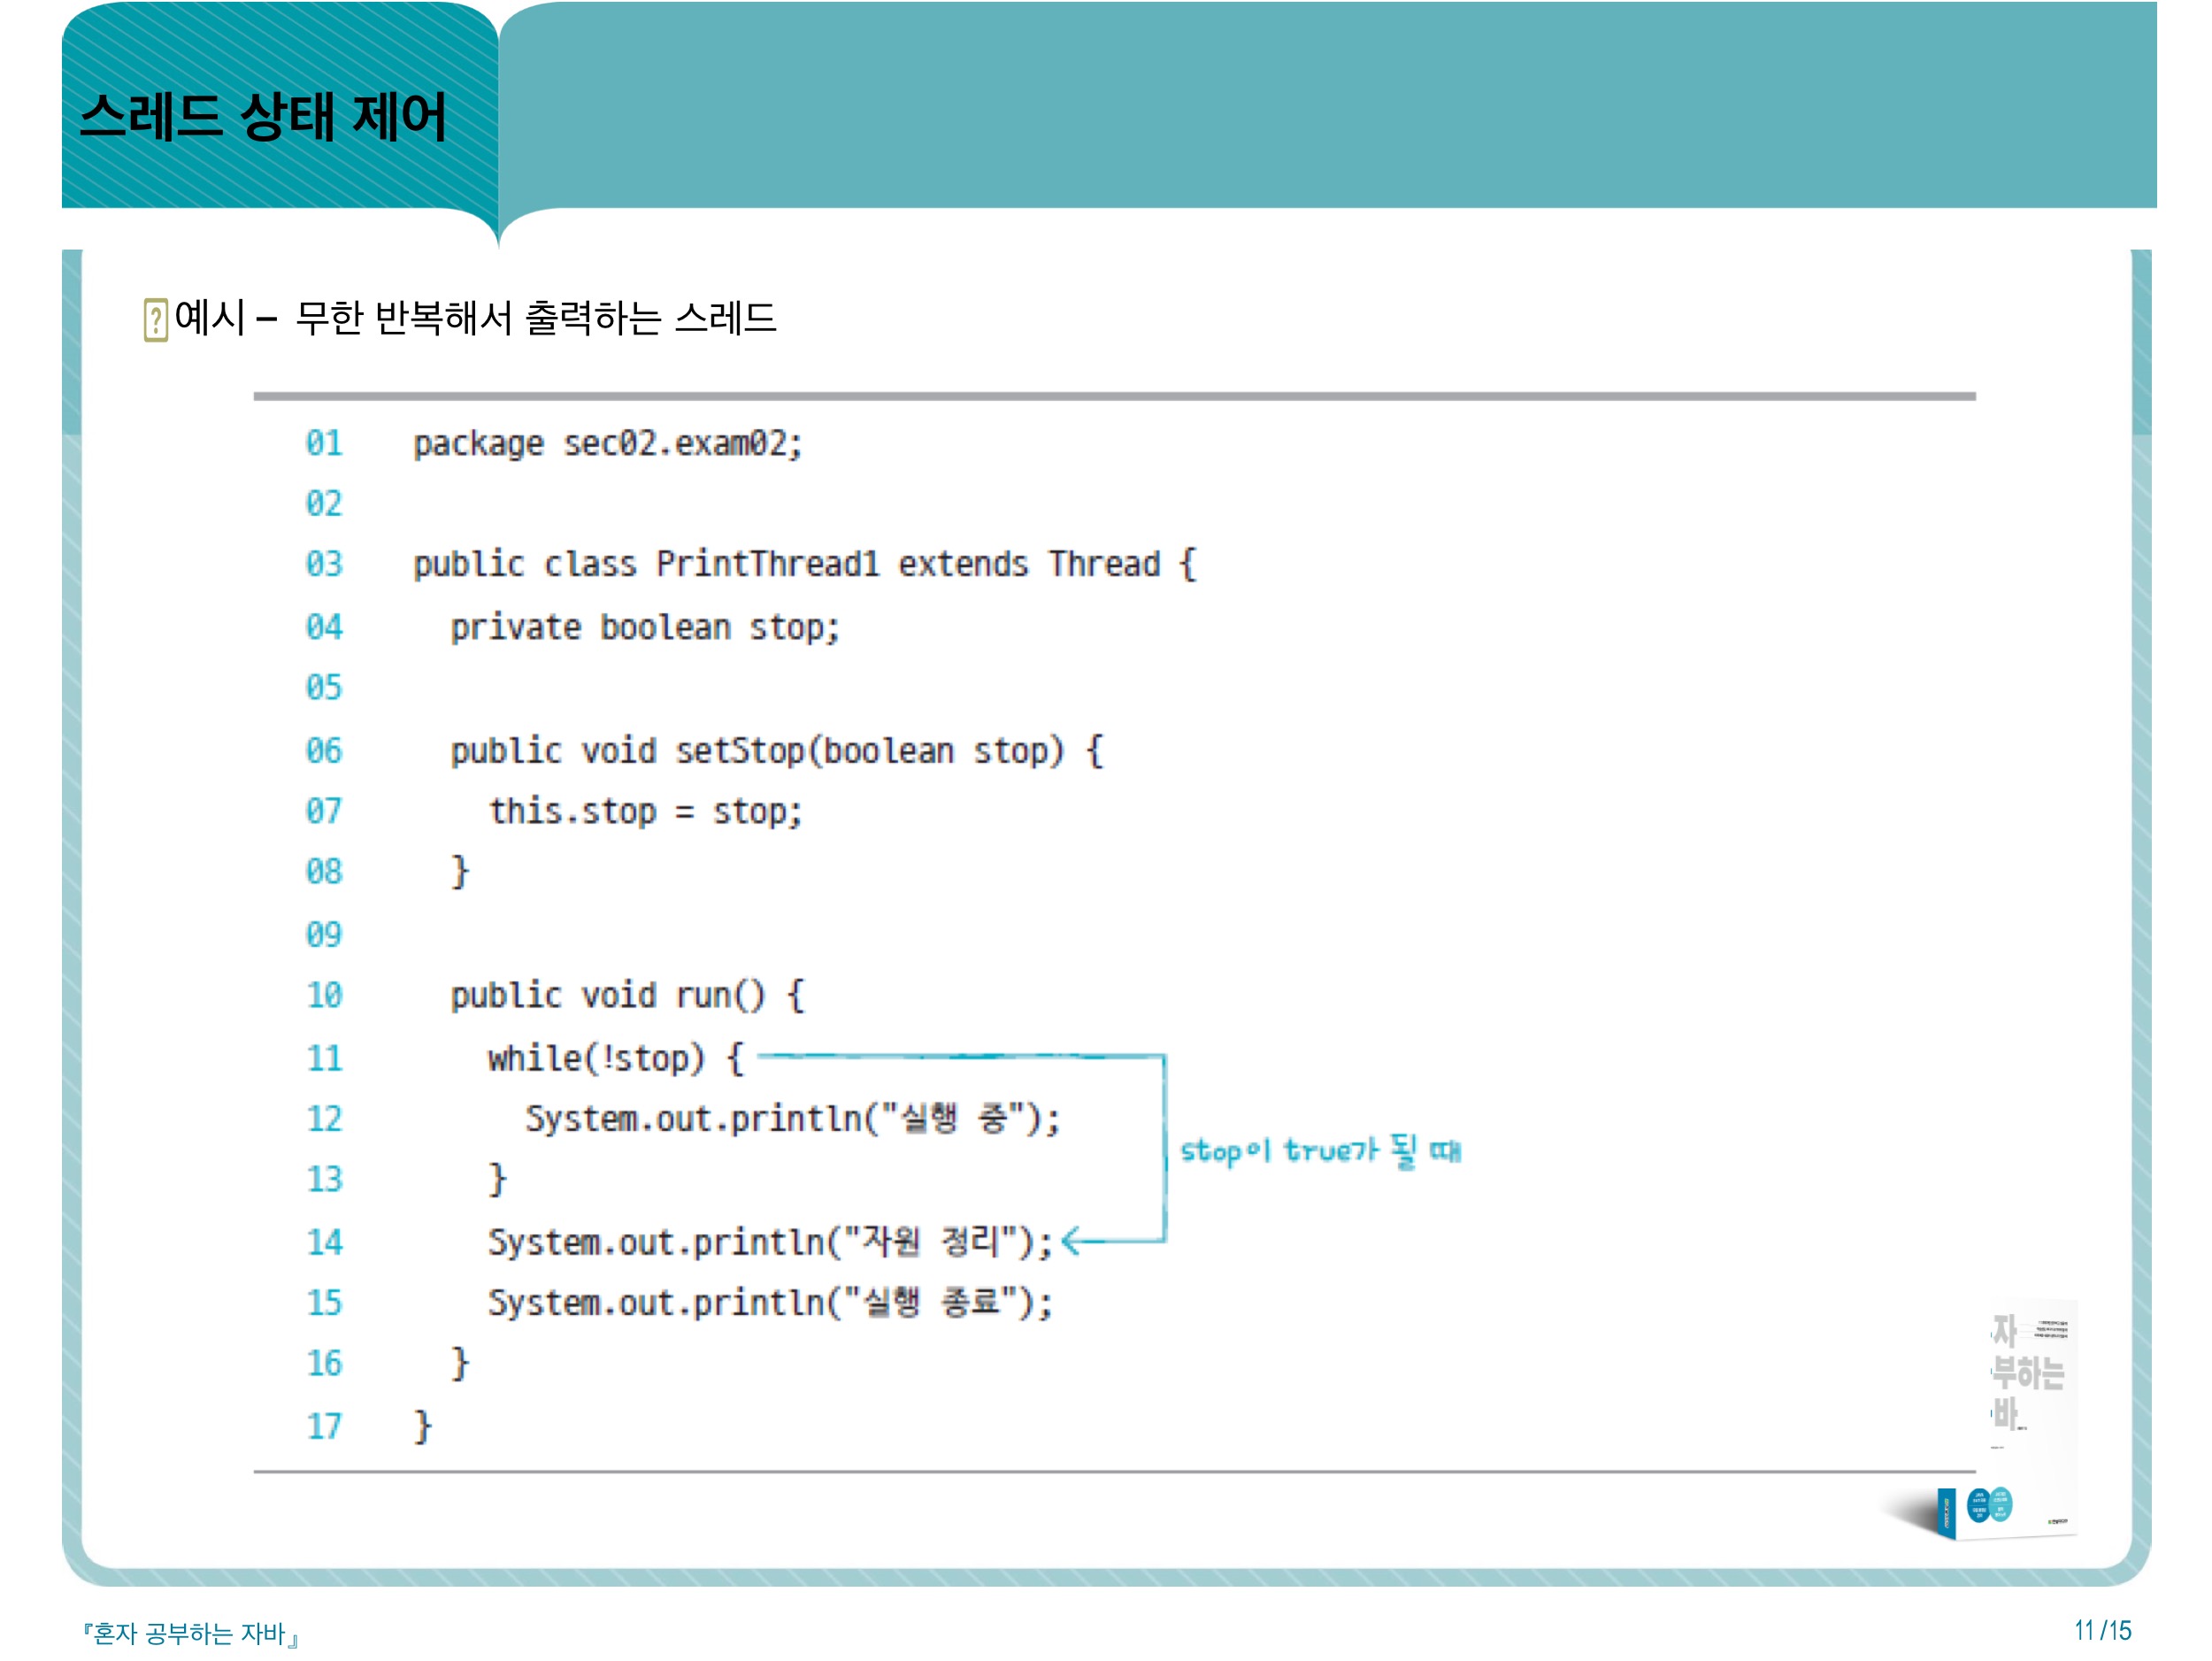 스레드 상태 제어
예시 – 무한 반복해서 출력하는 스레드
01 package sec02.exam02;
02
03 public class PrintThread1 extends Thread {
04 private boolean stop;
05
06 public void setStop(boolean stop) {
07 this.stop = stop;
08 }
09
10 public void run() {
11 while(!stop) {
12 System.out.println("실행 중");
13 }
stop이 true가 될 때
14 System.out.println("자원 정리");
15 System.out.println("실행 종료");
16 }
17 }
자
부하는
바
『혼자 공부하는 자바』
11 /15